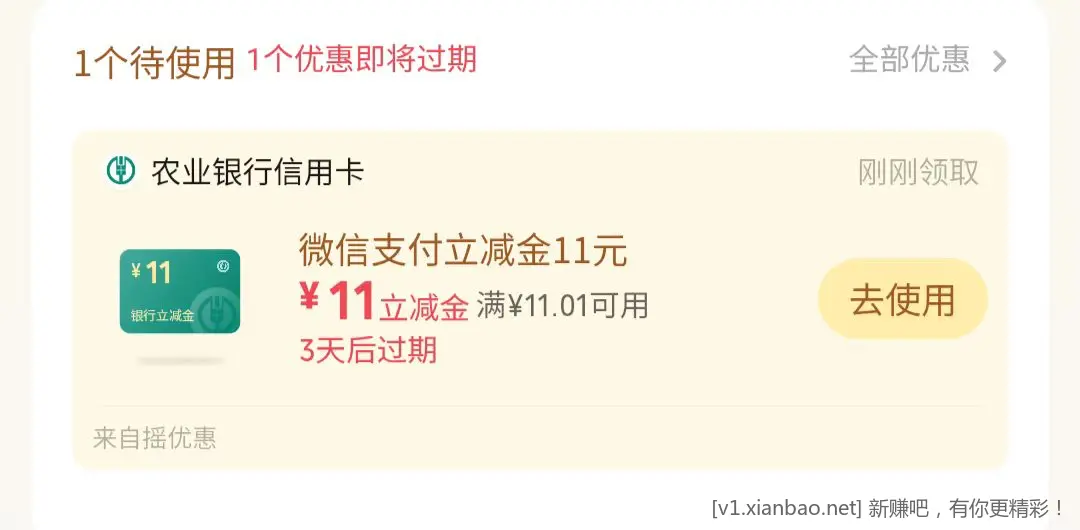 1个待使用 1个优惠即将过期 全部优惠 >
农业银行信用卡 刚刚领取
¥11
银行立减金
微信支付立减金11元
¥11立减金 满¥11.01可用
3天后过期
去使用
来自摇优惠
[v1.xianbao.net] 新赚吧，有你更精彩！